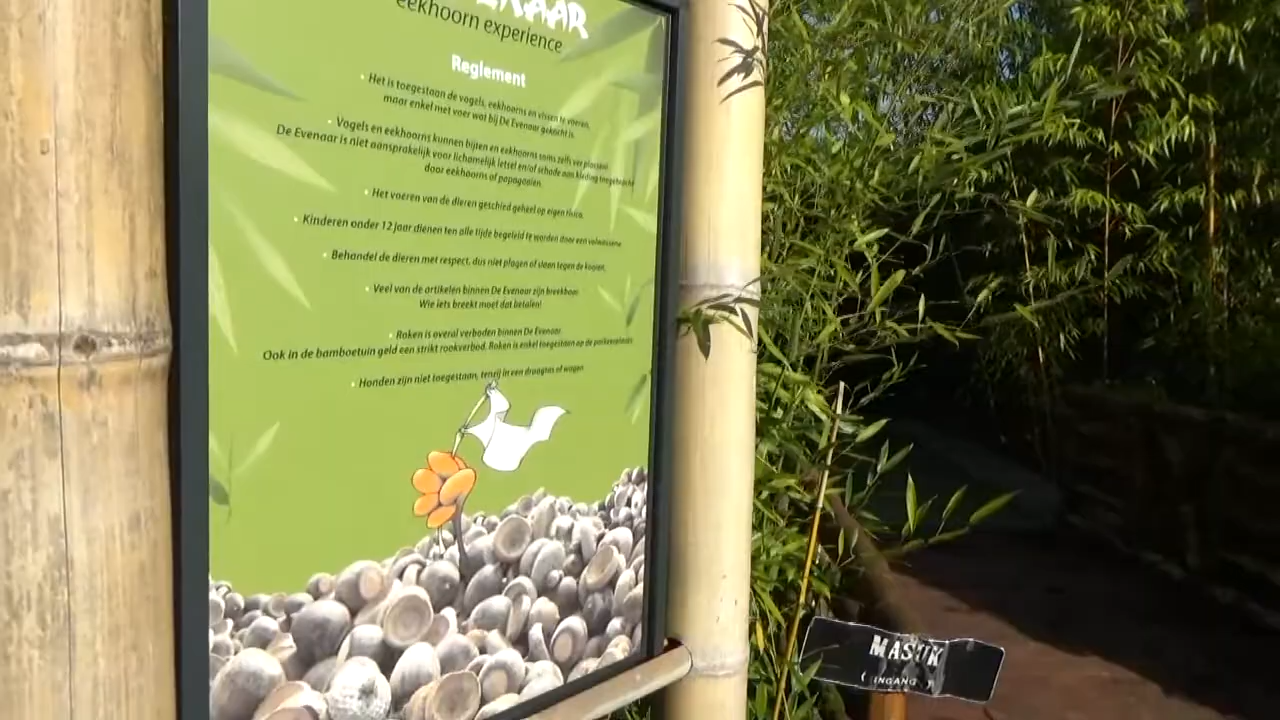 eekhoorn experience
Reglement
• Het is toegestaan de vogels, eekhoorns en vissen te voeren,
maar enkel met voer wat bij De Evenaar gekocht is.
• Vogels en eekhoorns kunnen bijten en eekhoorns soms zelfs
De Evenaar is niet aansprakelijk voor lichamelijk letsel en/of schade aan kleding toegebracht
door eekhoorns of papagaaien.
• Het voeren van de dieren geschied geheel op eigen risico.
• Kinderen onder 12 jaar dienen ten alle tijde begeleid te worden door een volwassene
• Behandel de dieren met respect, dus niet plagen of slaan tegen de kooien.
• Veel van de artikelen binnen De Evenaar zijn breekbaar.
Wie iets breekt moet dat betalen!
• Roken is overal verboden binnen De Evenaar.
Ook in de bamboetuin geld een strikt rookverbod. Roken is enkel toegestaan op de parkeerplaats.
• Honden zijn niet toegestaan, tenzij in een draagtas of wagen
MASUK
( INGANG )